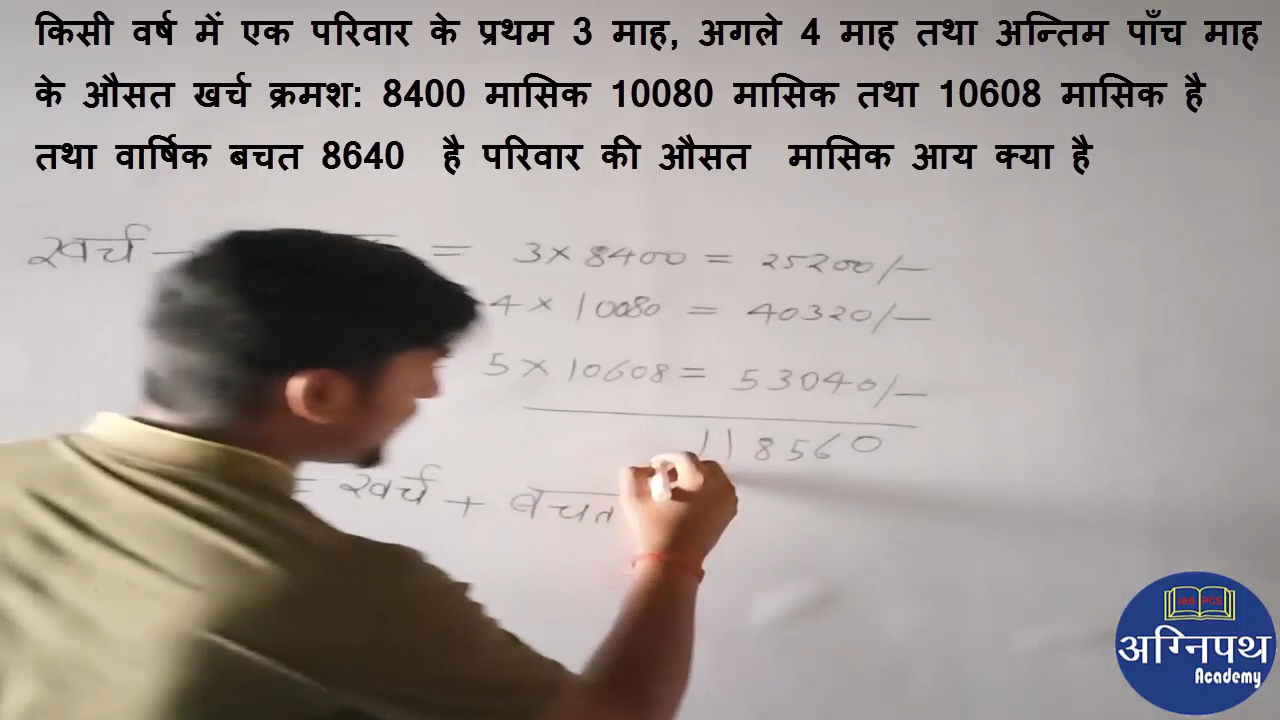 किसी वर्ष में एक परिवार के प्रथम 3 माह, अगले 4 माह तथा अन्तिम पाँच माह
के औसत खर्च क्रमश: 8400 मासिक 10080 मासिक तथा 10608 मासिक है
तथा वार्षिक बचत 8640 है परिवार की औसत मासिक आय क्या है
खर्च - = 3 × 8400 = 25200/-
4 × 10080 = 40320/-
5 × 10608 = 53040/-
118560
= खर्च + बचत
IAS PCS
अग्निपथ
Academy